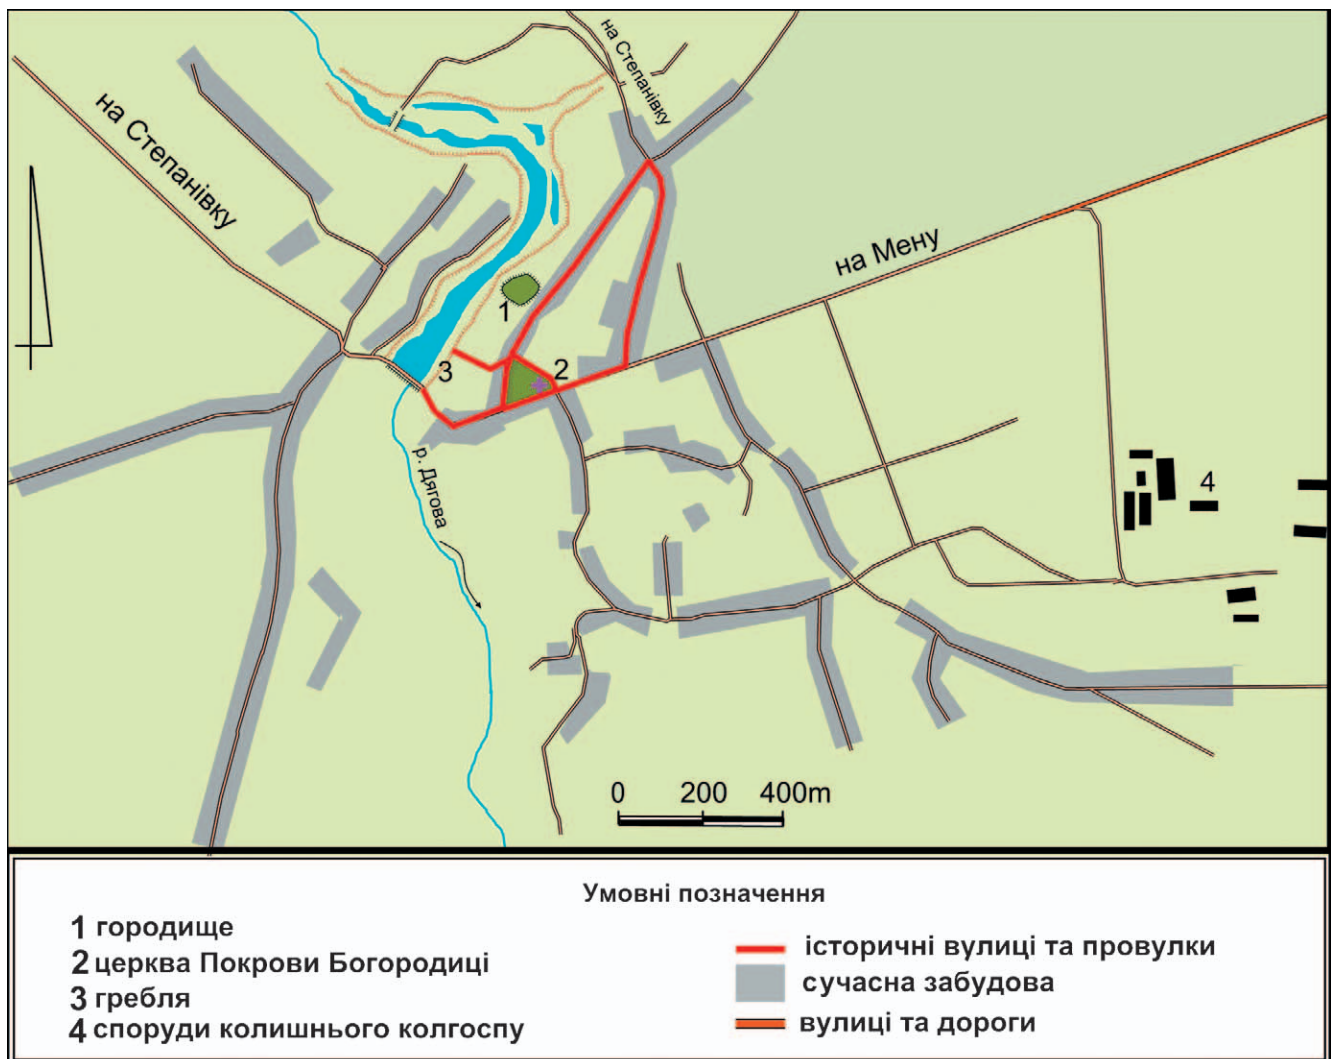 на Степанівку
на Степанівку
на Мену
1
2
3
р. Дягова
4
0 200 400m
Умовні позначення
1 городище
2 церква Покрови Богородиці
3 гребля
4 споруди колишнього колгоспу
історичні вулиці та провулки
сучасна забудова
вулиці та дороги